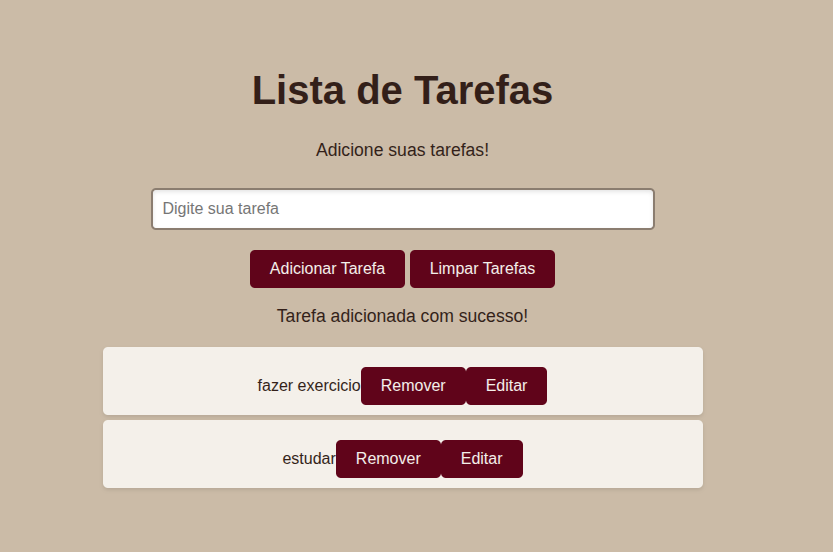 Lista de Tarefas
Adicione suas tarefas!
Digite sua tarefa
Adicionar Tarefa Limpar Tarefas
Tarefa adicionada com sucesso!
fazer exercicio Remover Editar
estudar Remover Editar